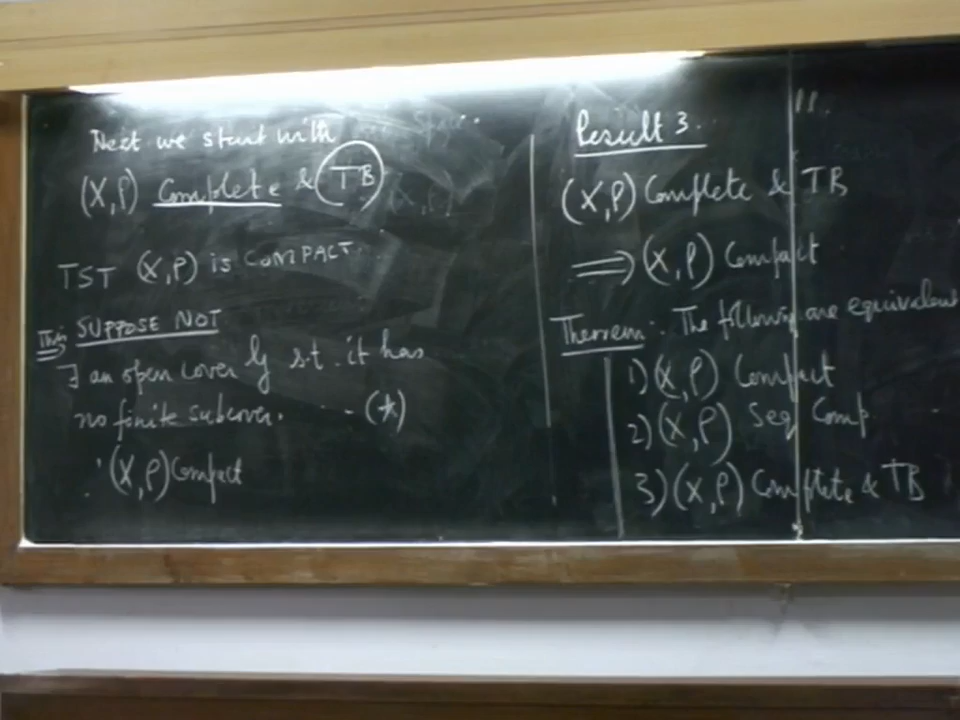 Next we start with
(X, ρ) Complete & TB
TST (X, ρ) is COMPACT.
SUPPOSE NOT
∃ an open cover G s.t. it has
no finite subcover. - - (*)
(X, ρ) Compact
Result 3.
(X, ρ) Complete & TB
⟹ (X, ρ) Compact
Theorem :. The following are equivalent
1) (X, ρ) Compact
2) (X, ρ) Seq Comp
3) (X, ρ) Complete & TB